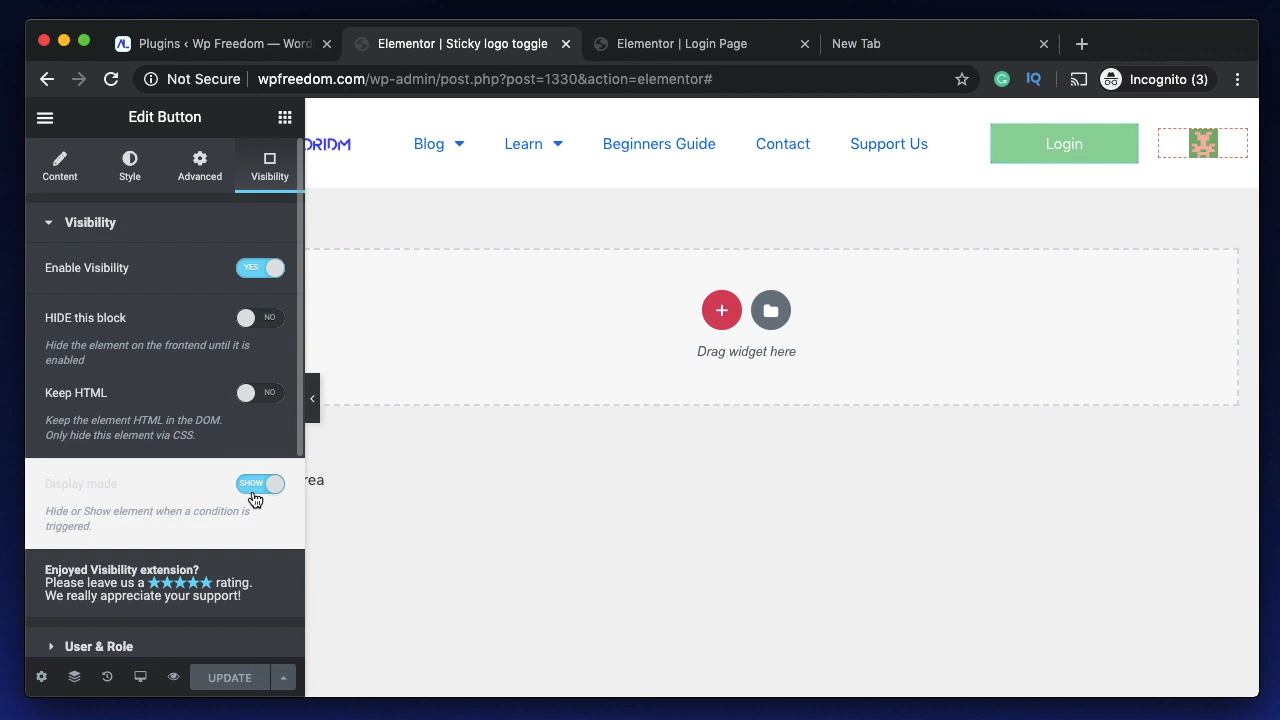 Plugins ‹ Wp Freedom — Word
Elementor | Sticky logo toggle
Elementor | Login Page
New Tab
Not Secure
wpfreedom.com/wp-admin/post.php?post=1330&action=elementor#
IQ
Incognito (3)
Edit Button
Content
Style
Advanced
Visibility
ORIDM
Blog
Learn
Beginners Guide
Contact
Support Us
Login
Visibility
Enable Visibility
YES
HIDE this block
NO
Hide the element on the frontend until it is
enabled
Keep HTML
NO
Keep the element HTML in the DOM.
Only hide this element via CSS.
Display mode
SHOW
Hide or Show element when a condition is
triggered.
Enjoyed Visibility extension?
Please leave us a ★★★★★ rating.
We really appreciate your support!
User & Role
UPDATE
Drag widget here
rea